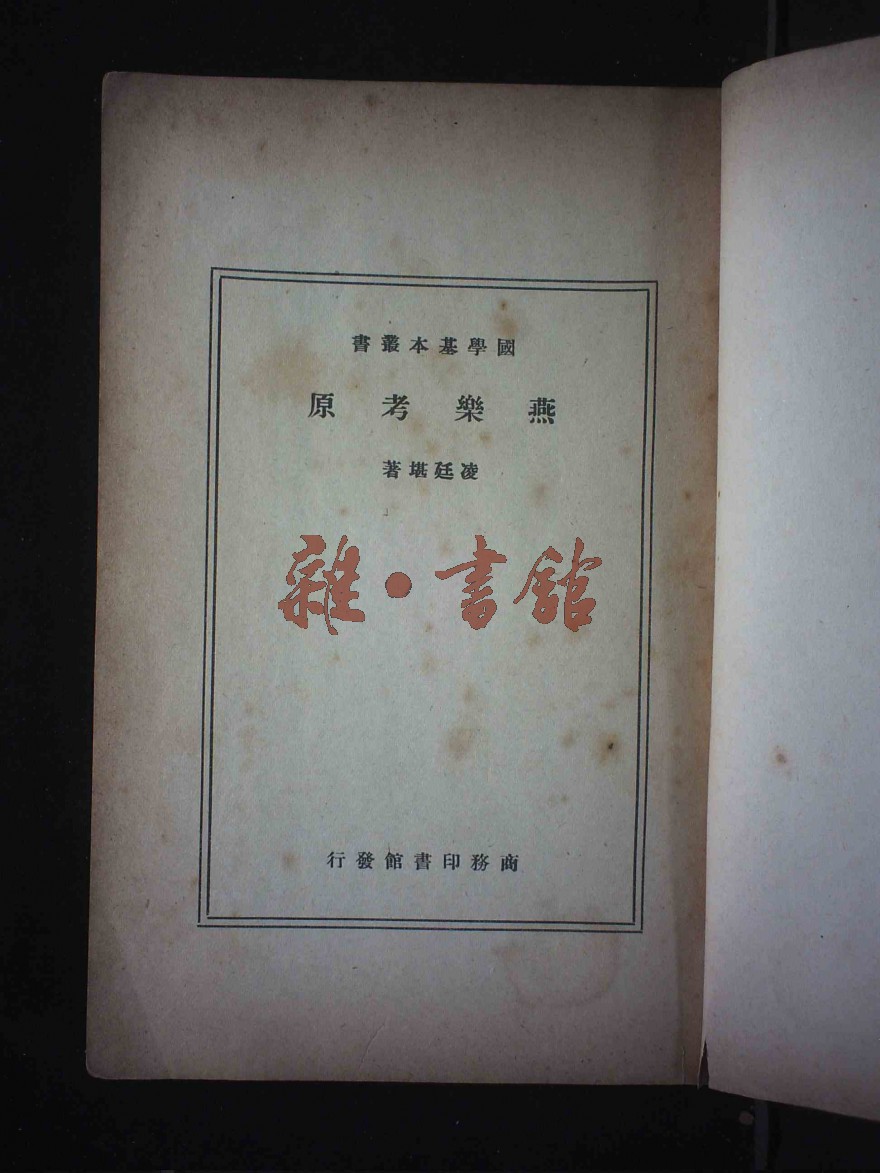 國學基本叢書
燕樂考原
凌廷堪著
雜·書館
商務印書館發行